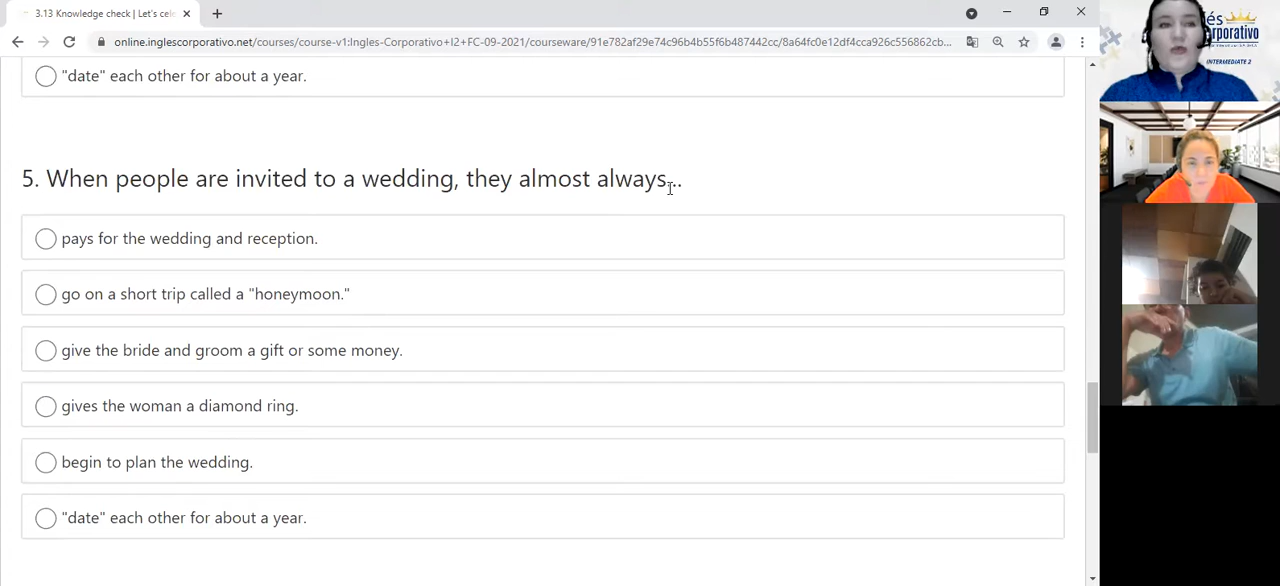 3.13 Knowledge check | Let's cele
online.inglescorporativo.net/courses/course-v1:Ingles-Corporativo+I2+FC-09-2021/courseware/91e782af29e74c96b4b55f6b487442cc/8a64fc0e12df4cca926c556862cb...
"date" each other for about a year.
5. When people are invited to a wedding, they almost always...
pays for the wedding and reception.
go on a short trip called a "honeymoon."
give the bride and groom a gift or some money.
gives the woman a diamond ring.
begin to plan the wedding.
"date" each other for about a year.
és
rporativo
INTERMEDIATE 2